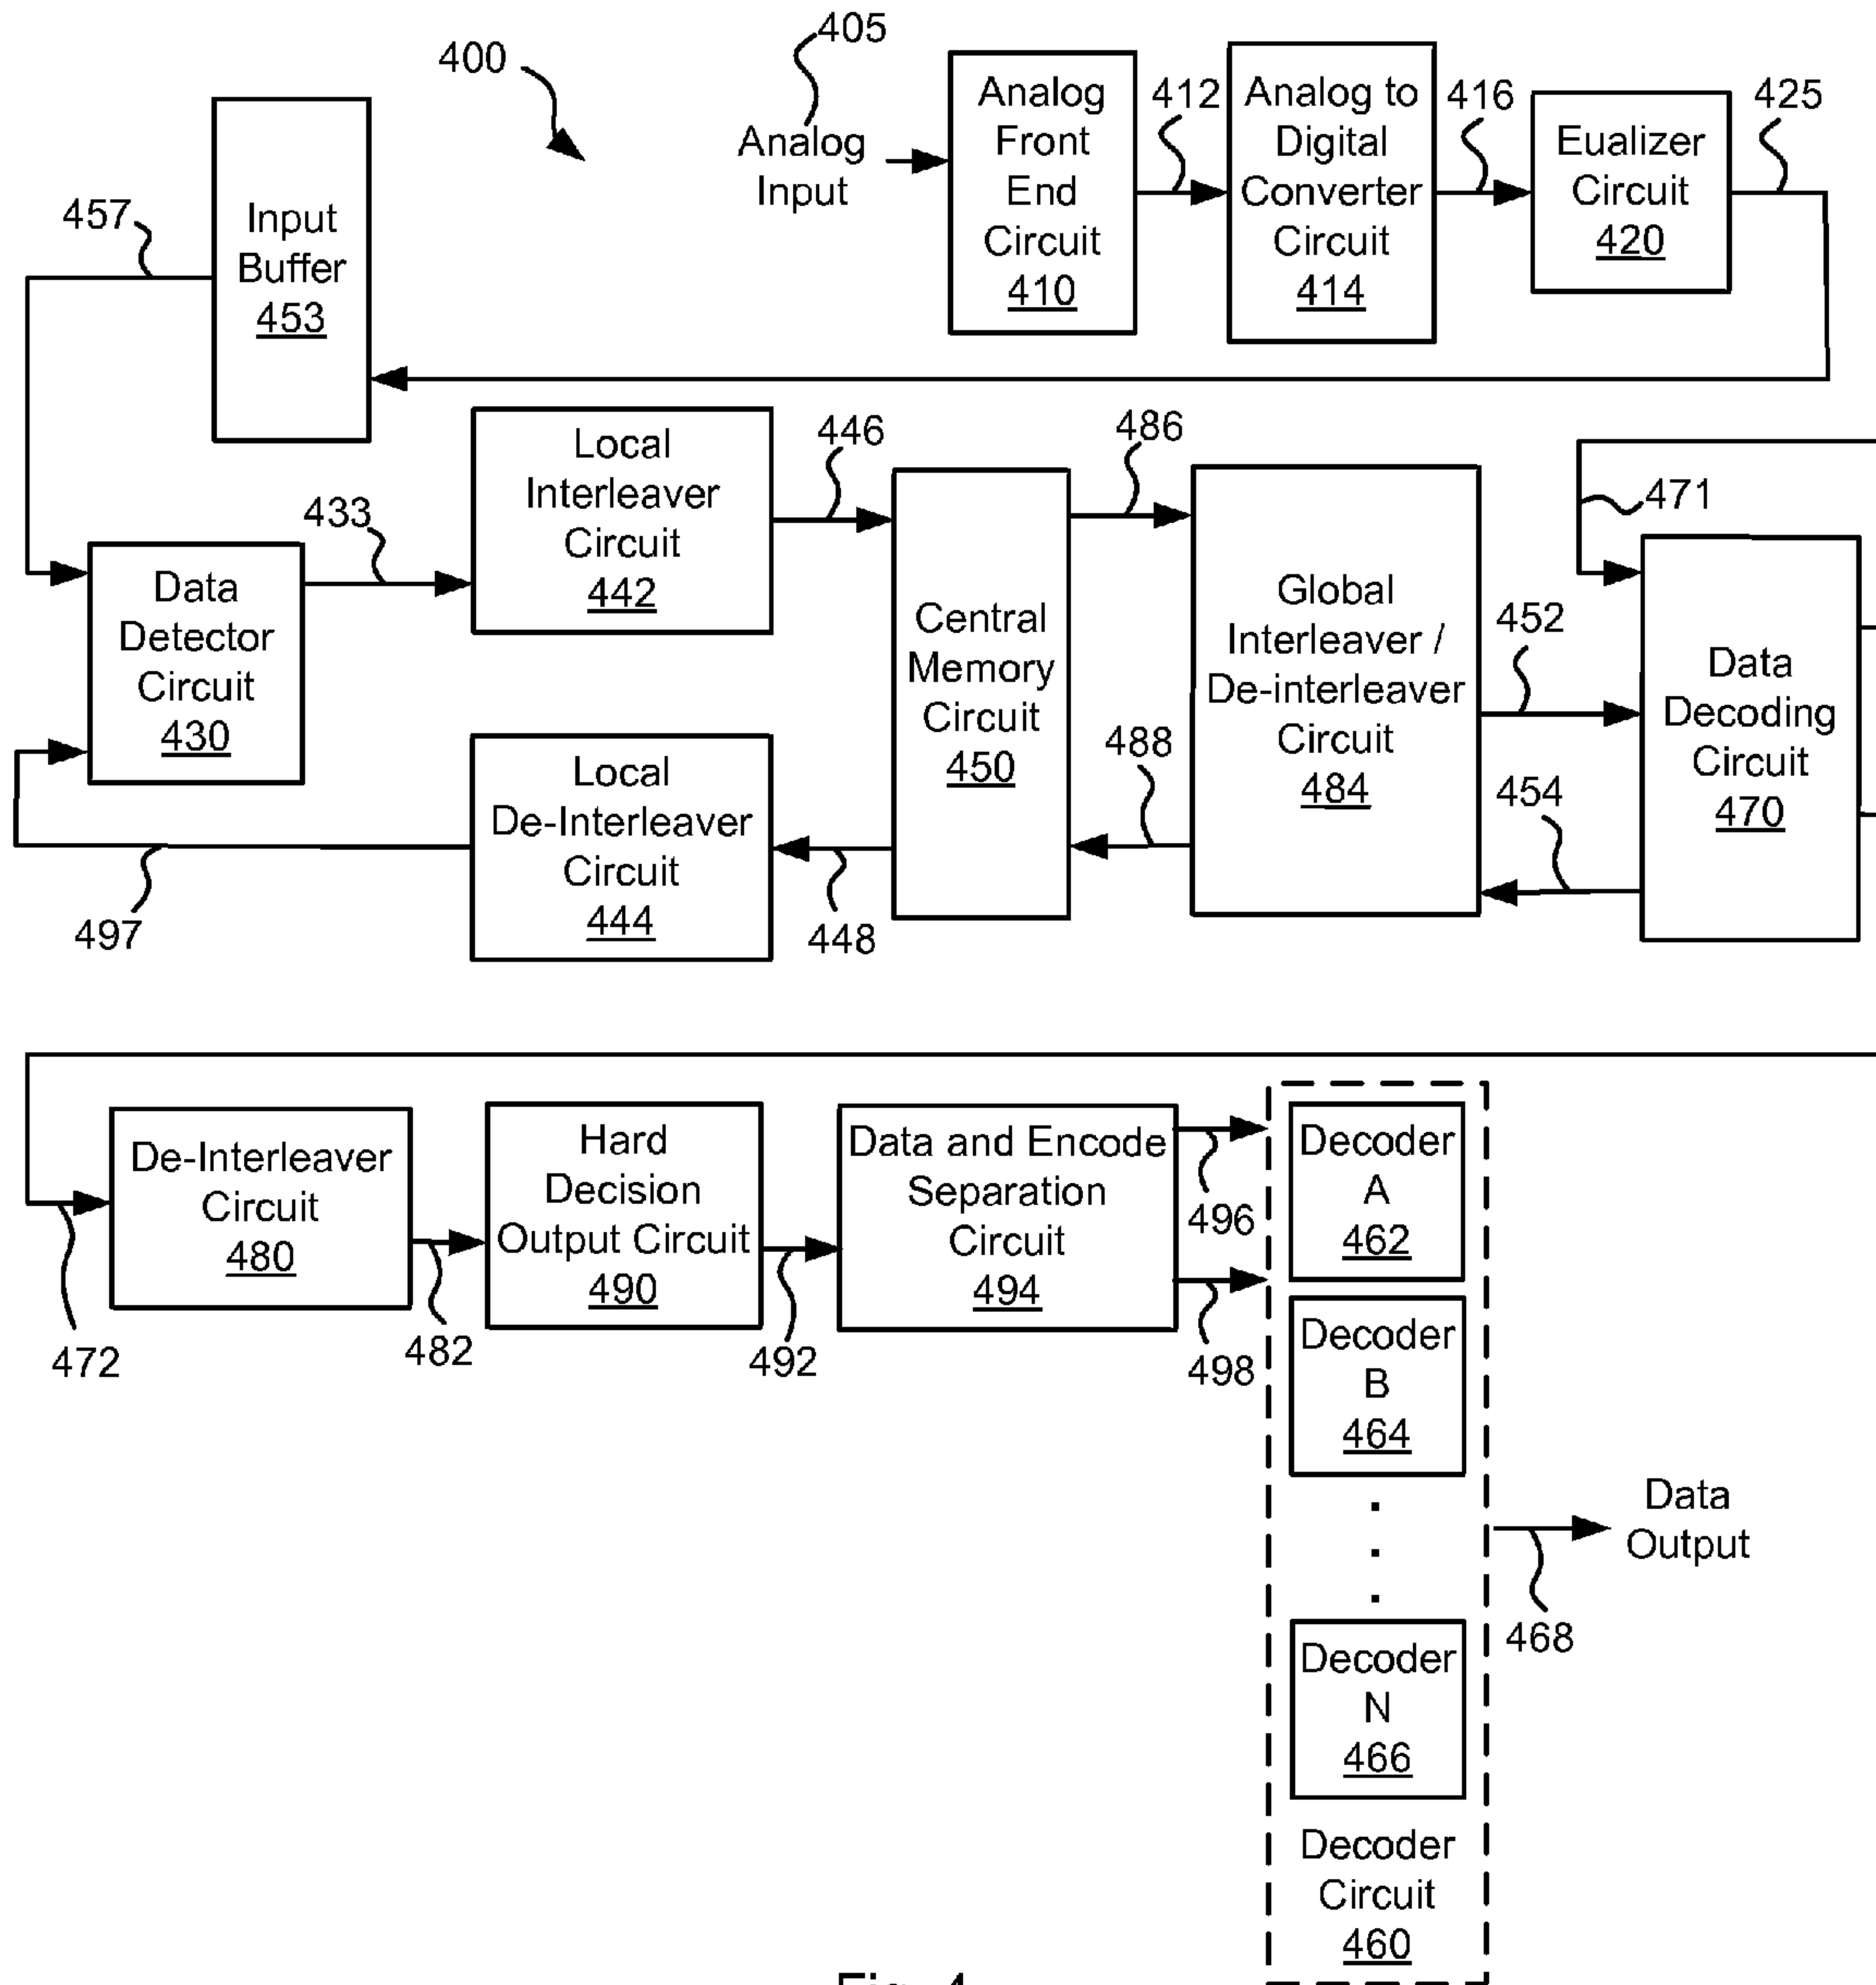 400
405
Analog
Input
Analog
Front
End
Circuit
410
412
Analog to
Digital
Converter
Circuit
414
416
Eualizer
Circuit
420
425
Input
Buffer
453
457
Data
Detector
Circuit
430
433
Local
Interleaver
Circuit
442
446
Central
Memory
Circuit
450
486
Global
Interleaver /
De-interleaver
Circuit
484
452
471
Data
Decoding
Circuit
470
454
488
448
Local
De-Interleaver
Circuit
444
497
472
De-Interleaver
Circuit
480
482
Hard
Decision
Output Circuit
490
492
Data and Encode
Separation
Circuit
494
496
498
Decoder
A
462
Decoder
B
464
.
.
.
Decoder
N
466
Decoder
Circuit
460
468
Data
Output